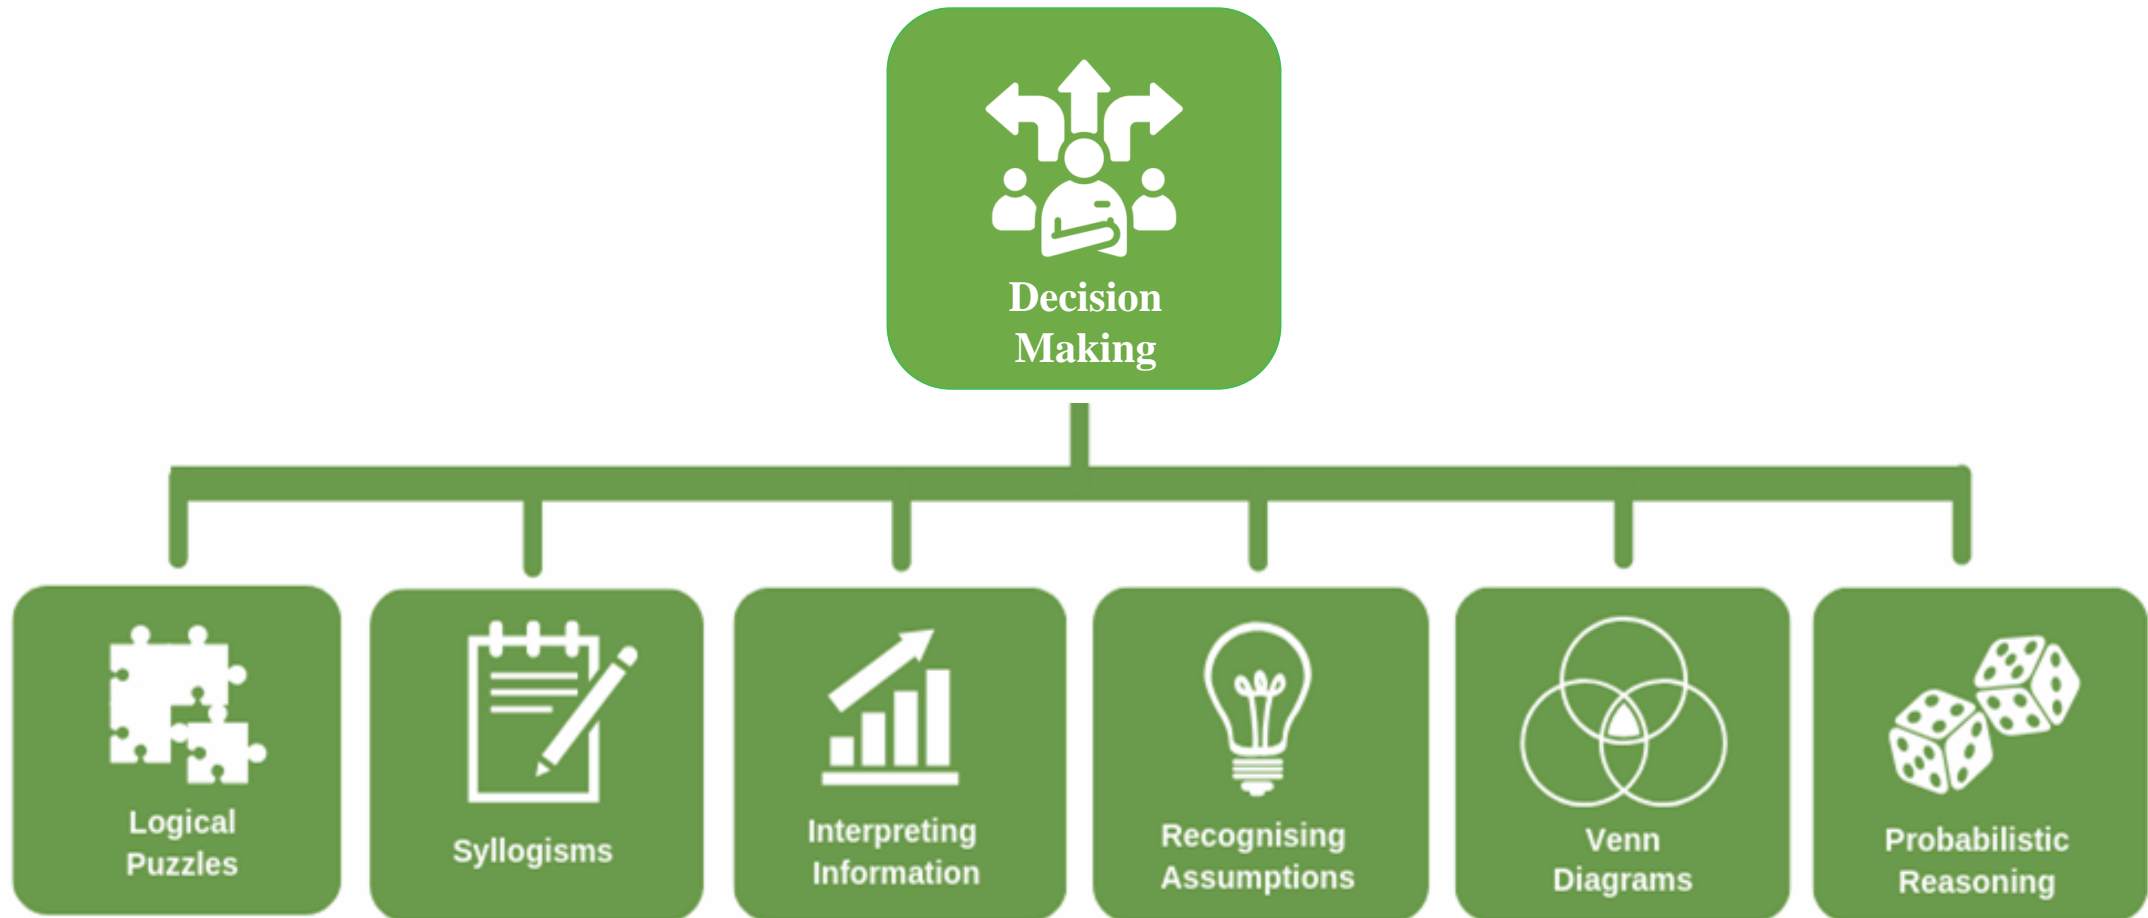 Decision
Making
Logical
Puzzles
Syllogisms
Interpreting
Information
Recognising
Assumptions
Venn
Diagrams
Probabilistic
Reasoning